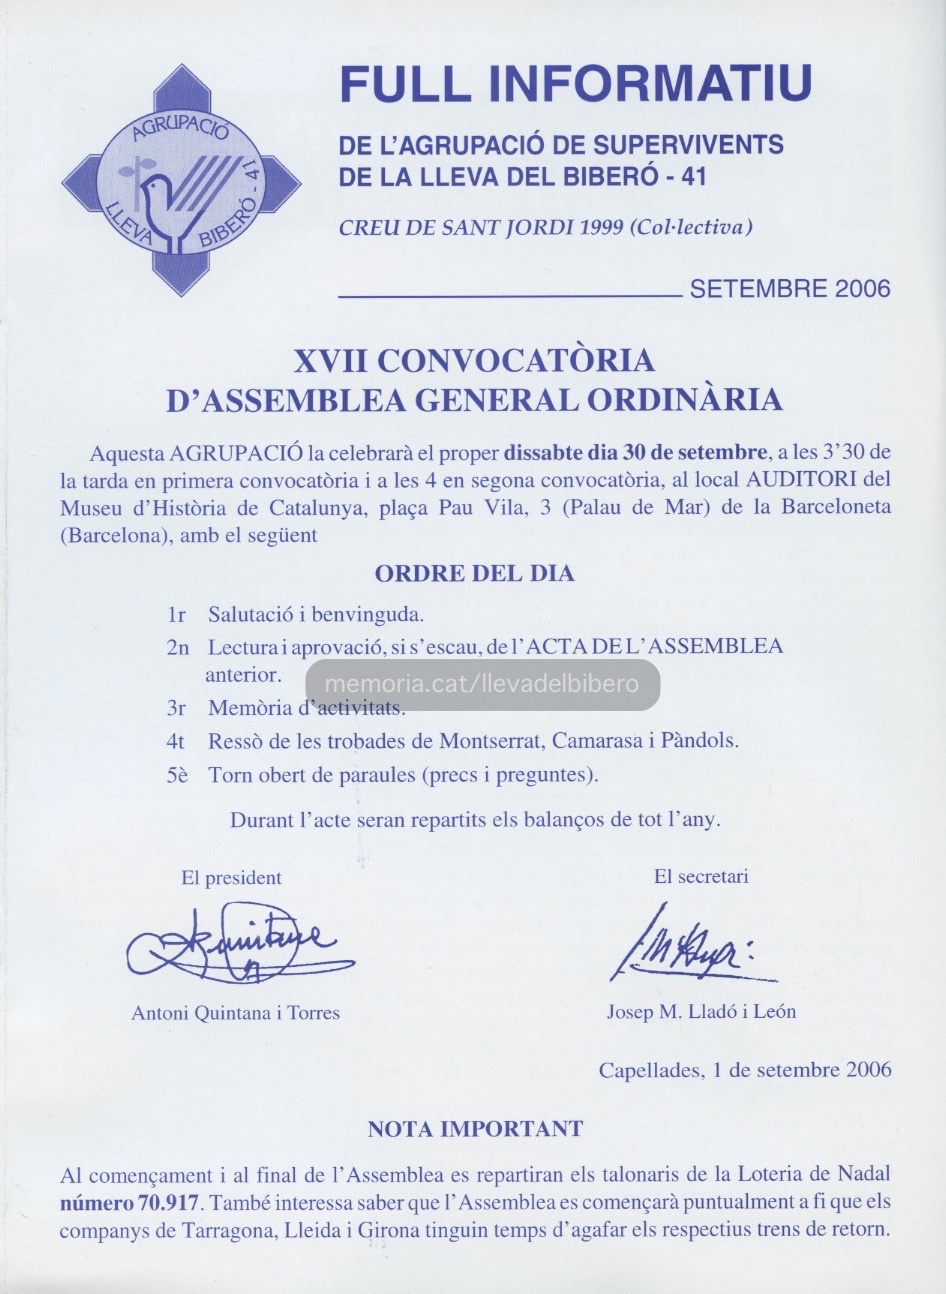 AGRUPACIÓ
LLEVA BIBERÓ - 41
FULL INFORMATIU
DE L'AGRUPACIÓ DE SUPERVIVENTS
DE LA LLEVA DEL BIBERÓ - 41
CREU DE SANT JORDI 1999 (Col·lectiva)
SETEMBRE 2006
XVII CONVOCATÒRIA
D'ASSEMBLEA GENERAL ORDINÀRIA
Aquesta AGRUPACIÓ la celebrarà el proper dissabte dia 30 de setembre, a les 3'30 de
la tarda en primera convocatòria i a les 4 en segona convocatòria, al local AUDITORI del
Museu d'Història de Catalunya, plaça Pau Vila, 3 (Palau de Mar) de la Barceloneta
(Barcelona), amb el següent
ORDRE DEL DIA
1r Salutació i benvinguda.
2n Lectura i aprovació, si s'escau, de l'ACTA DE L'ASSEMBLEA
anterior.
memoria.cat/llevadelbibero
3r Memòria d'activitats.
4t Ressò de les trobades de Montserrat, Camarasa i Pàndols.
5è Torn obert de paraules (precs i preguntes).
Durant l'acte seran repartits els balanços de tot l'any.
El president
El secretari
Antoni Quintana i Torres
Josep M. Lladó i León
Capellades, 1 de setembre 2006
NOTA IMPORTANT
Al començament i al final de l'Assemblea es repartiran els talonaris de la Loteria de Nadal
número 70.917. També interessa saber que l'Assemblea es començarà puntualment a fi que els
companys de Tarragona, Lleida i Girona tinguin temps d'agafar els respectius trens de retorn.